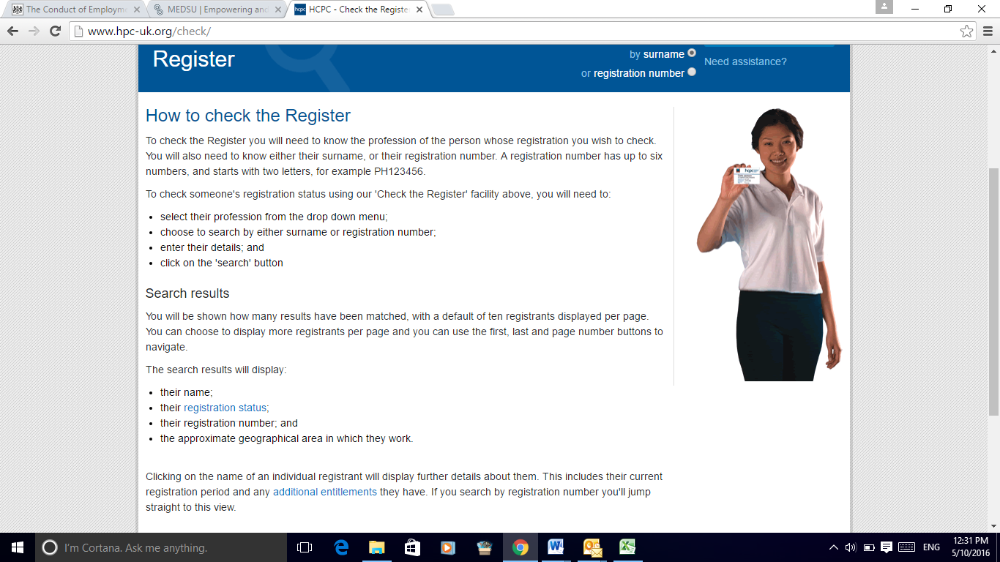 The Conduct of Employme
MEDSU | Empowering and
hcpc
HCPC - Check the Registe
www.hpc-uk.org/check/
Register
by surname
or registration number
Need assistance?
How to check the Register
To check the Register you will need to know the profession of the person whose registration you wish to check.
You will also need to know either their surname, or their registration number. A registration number has up to six
numbers, and starts with two letters, for example PH123456.
To check someone's registration status using our 'Check the Register' facility above, you will need to:
• select their profession from the drop down menu;
• choose to search by either surname or registration number;
• enter their details; and
• click on the 'search' button
hcpc
Search results
You will be shown how many results have been matched, with a default of ten registrants displayed per page.
You can choose to display more registrants per page and you can use the first, last and page number buttons to
navigate.
The search results will display:
• their name;
• their registration status;
• their registration number; and
• the approximate geographical area in which they work.
Clicking on the name of an individual registrant will display further details about them. This includes their current
registration period and any additional entitlements they have. If you search by registration number you'll jump
straight to this view.
I'm Cortana. Ask me anything.
ENG
12:31 PM
5/10/2016